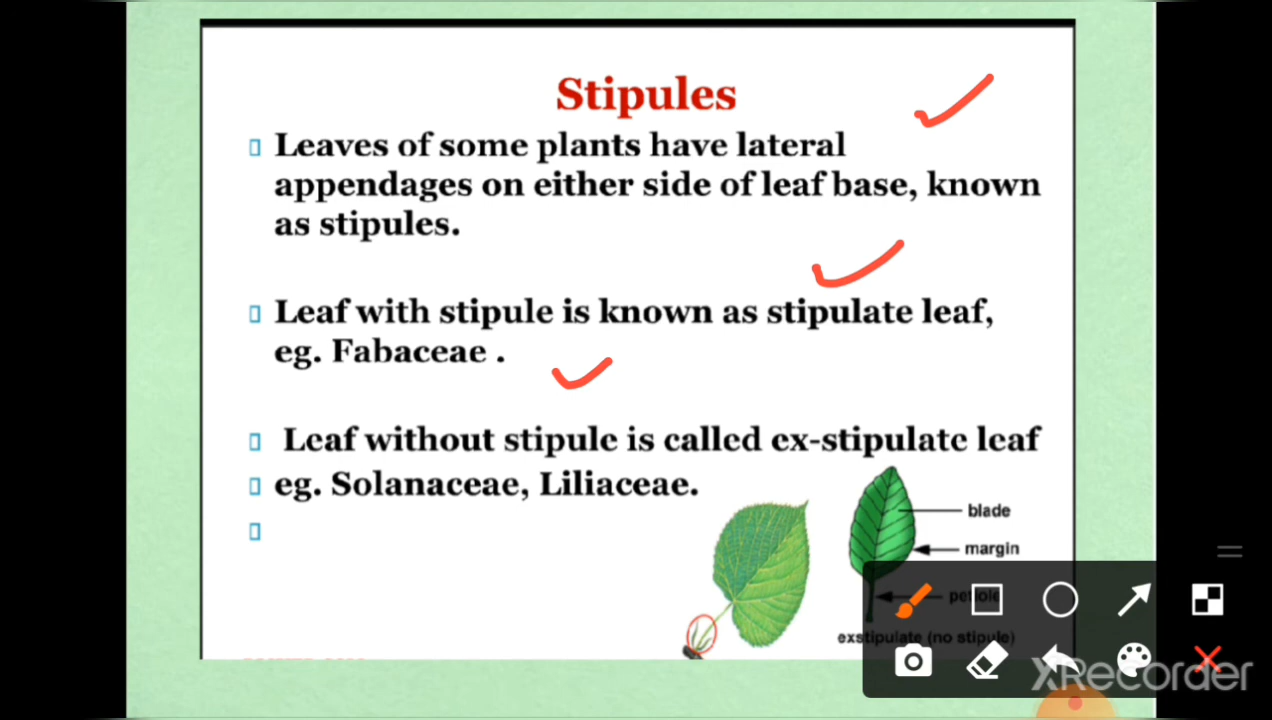 Stipules
Leaves of some plants have lateral
appendages on either side of leaf base, known
as stipules.
Leaf with stipule is known as stipulate leaf,
eg. Fabaceae .
Leaf without stipule is called ex-stipulate leaf
eg. Solanaceae, Liliaceae.
blade
margin
petiole
exstipulate (no stipule)
XRecorder